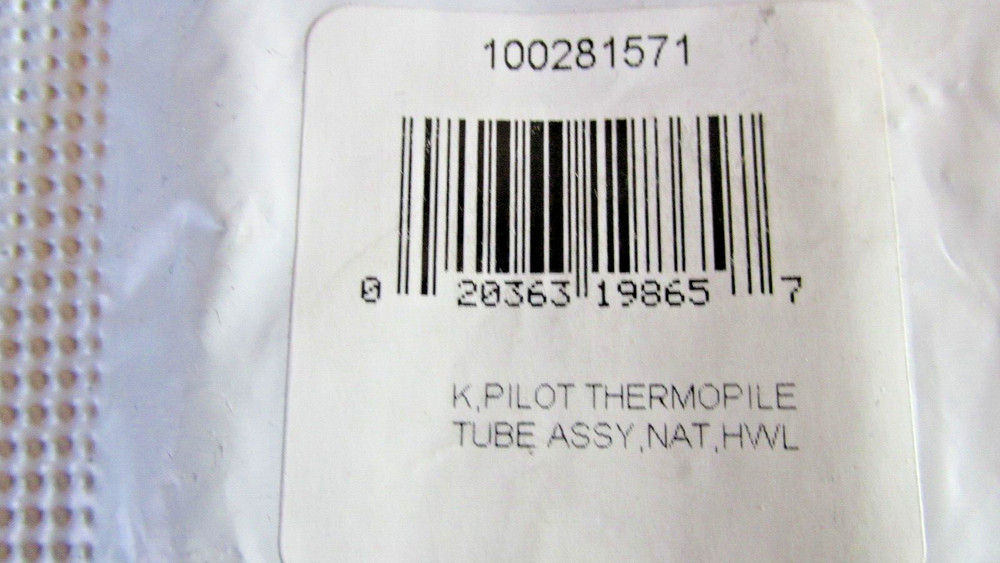 100281571
0 20363 19865 7
K,PILOT THERMOPILE
TUBE ASSY,NAT,HWL